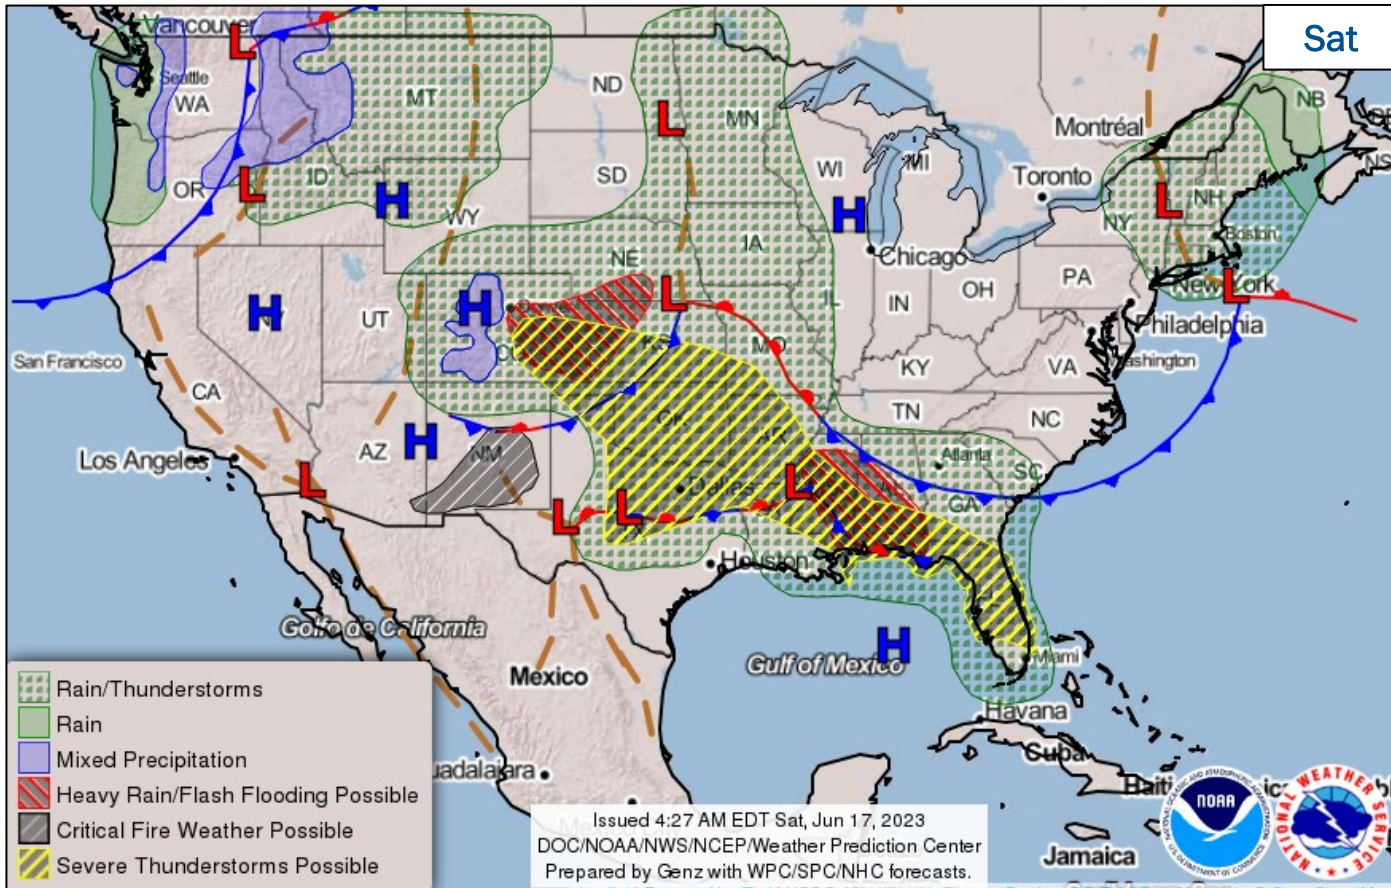 Sat
Vancouver
L
Seattle
WA
MT
ND
MN
L
Montréal
NB
NS
OR
L
ID
H
WY
SD
WI
MI
H
Toronto
NY
L
NH
Boston
NE
IA
Chicago
PA
New York
L
H
UT
H
L
IL
IN
OH
Philadelphia
San Francisco
CA
KS
MO
KY
VA
Washington
Los Angeles
AZ
H
NM
OK
AR
TN
NC
Atlanta
SC
L
L
L
Dallas
L
GA
Houston
Golfo de California
Mexico
Gulf of Mexico
H
Miami
Havana
Cuba
Haiti
Jamaica
Rain/Thunderstorms
Rain
Mixed Precipitation
Heavy Rain/Flash Flooding Possible
Critical Fire Weather Possible
Severe Thunderstorms Possible
uadalajara
Issued 4:27 AM EDT Sat, Jun 17, 2023
DOC/NOAA/NWS/NCEP/Weather Prediction Center
Prepared by Genz with WPC/SPC/NHC forecasts.
NOAA
NATIONAL WEATHER SERVICE